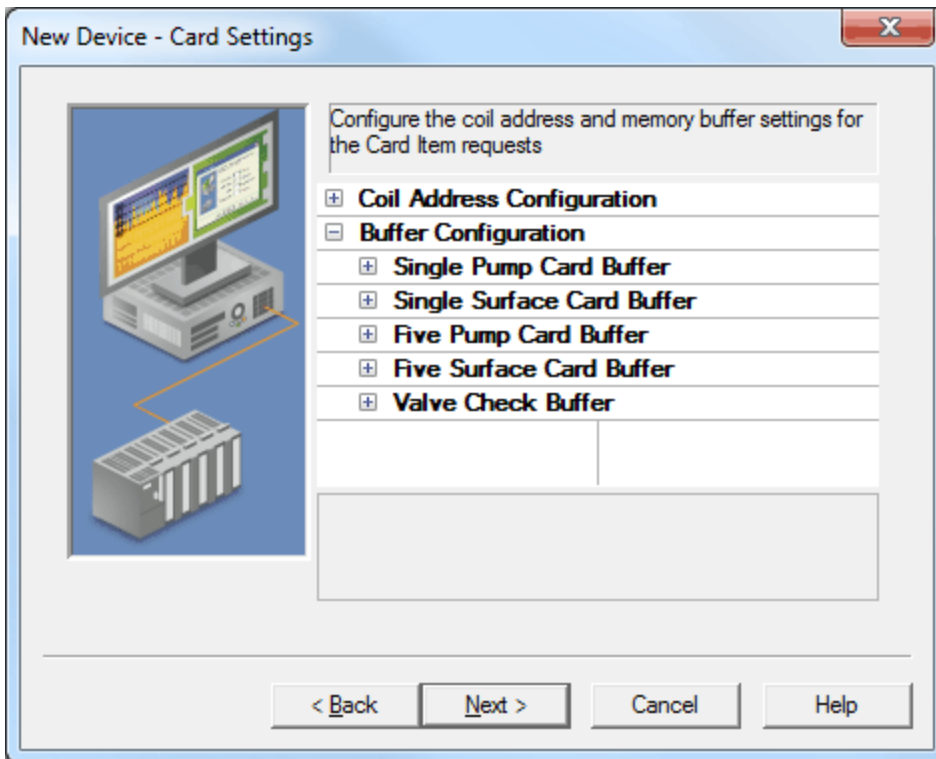 New Device - Card Settings
Configure the coil address and memory buffer settings for
the Card Item requests
Coil Address Configuration
Buffer Configuration
Single Pump Card Buffer
Single Surface Card Buffer
Five Pump Card Buffer
Five Surface Card Buffer
Valve Check Buffer
< Back
Next >
Cancel
Help